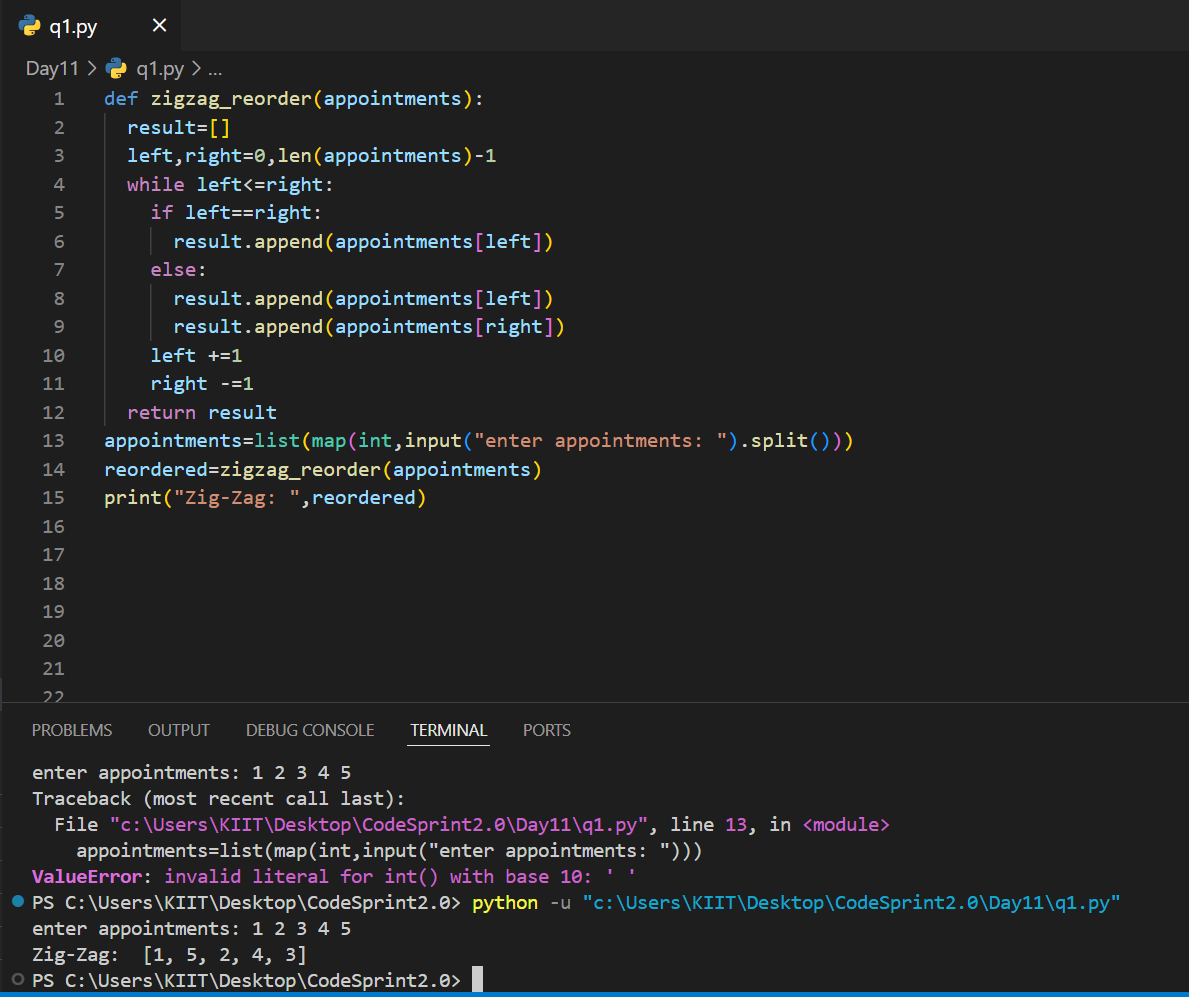 q1.py ×
Day11 > q1.py > ...
1 def zigzag_reorder(appointments):
2   result=[]
3   left,right=0,len(appointments)-1
4   while left<=right:
5     if left==right:
6       result.append(appointments[left])
7     else:
8       result.append(appointments[left])
9       result.append(appointments[right])
10     left +=1
11     right -=1
12   return result
13 appointments=list(map(int,input("enter appointments: ").split()))
14 reordered=zigzag_reorder(appointments)
15 print("Zig-Zag: ",reordered)
16
17
18
19
20
21
22
PROBLEMS OUTPUT DEBUG CONSOLE TERMINAL PORTS
enter appointments: 1 2 3 4 5
Traceback (most recent call last):
  File "c:\Users\KIIT\Desktop\CodeSprint2.0\Day11\q1.py", line 13, in <module>
    appointments=list(map(int,input("enter appointments: ")))
ValueError: invalid literal for int() with base 10: ' '
PS C:\Users\KIIT\Desktop\CodeSprint2.0> python -u "c:\Users\KIIT\Desktop\CodeSprint2.0\Day11\q1.py"
enter appointments: 1 2 3 4 5
Zig-Zag:  [1, 5, 2, 4, 3]
PS C:\Users\KIIT\Desktop\CodeSprint2.0>